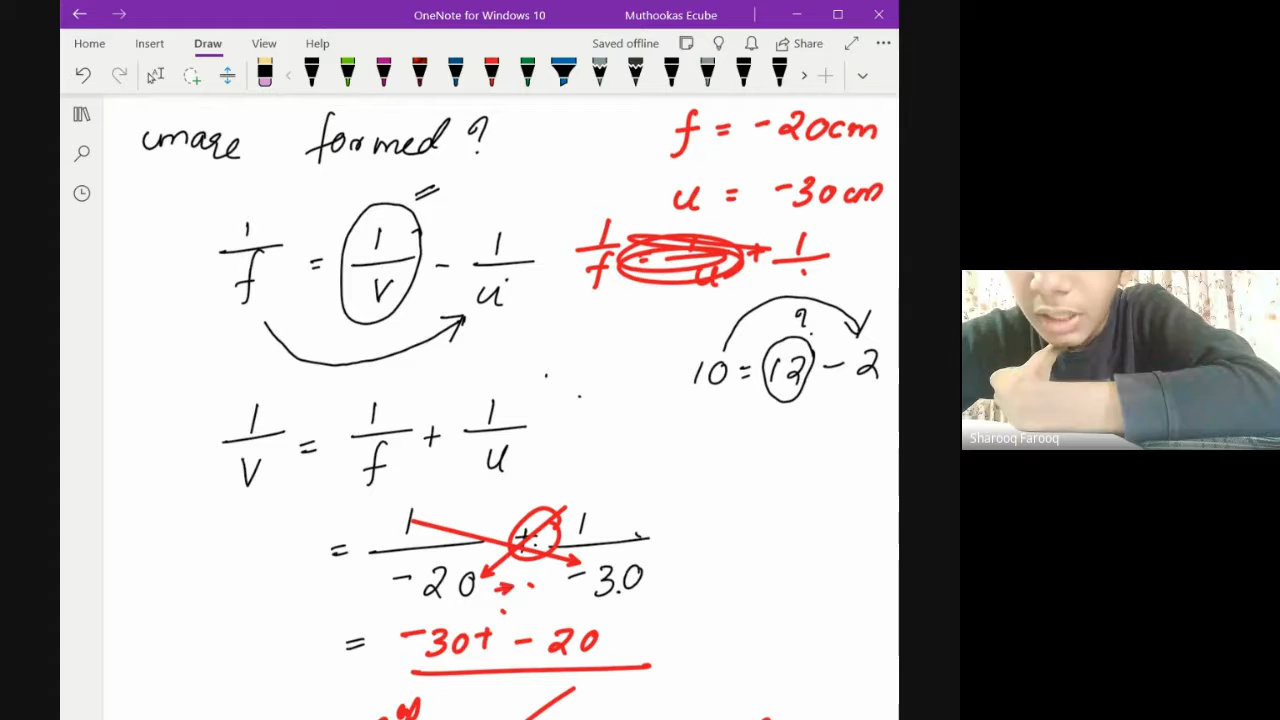 OneNote for Windows 10
Muthookas Ecube
Home Insert Draw View Help
Saved offline
Share
formed ?
f = -20cm
u = -30cm
1/f = 1/v - 1/u
1/f + 1/
?
10 = 12 - 2
1/v = 1/f + 1/u
= 1/-20 + 1/-30
= -30+ -20
Sharooq Farooq